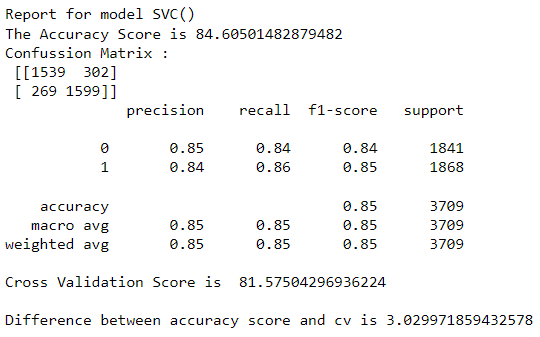 Report for model SVC()
The Accuracy Score is 84.60501482879482
Confussion Matrix :
[[1539 302]
[ 269 1599]]
precision recall f1-score support
0 0.85 0.84 0.84 1841
1 0.84 0.86 0.85 1868
accuracy 0.85 3709
macro avg 0.85 0.85 0.85 3709
weighted avg 0.85 0.85 0.85 3709
Cross Validation Score is 81.57504296936224
Difference between accuracy score and cv is 3.029971859432578